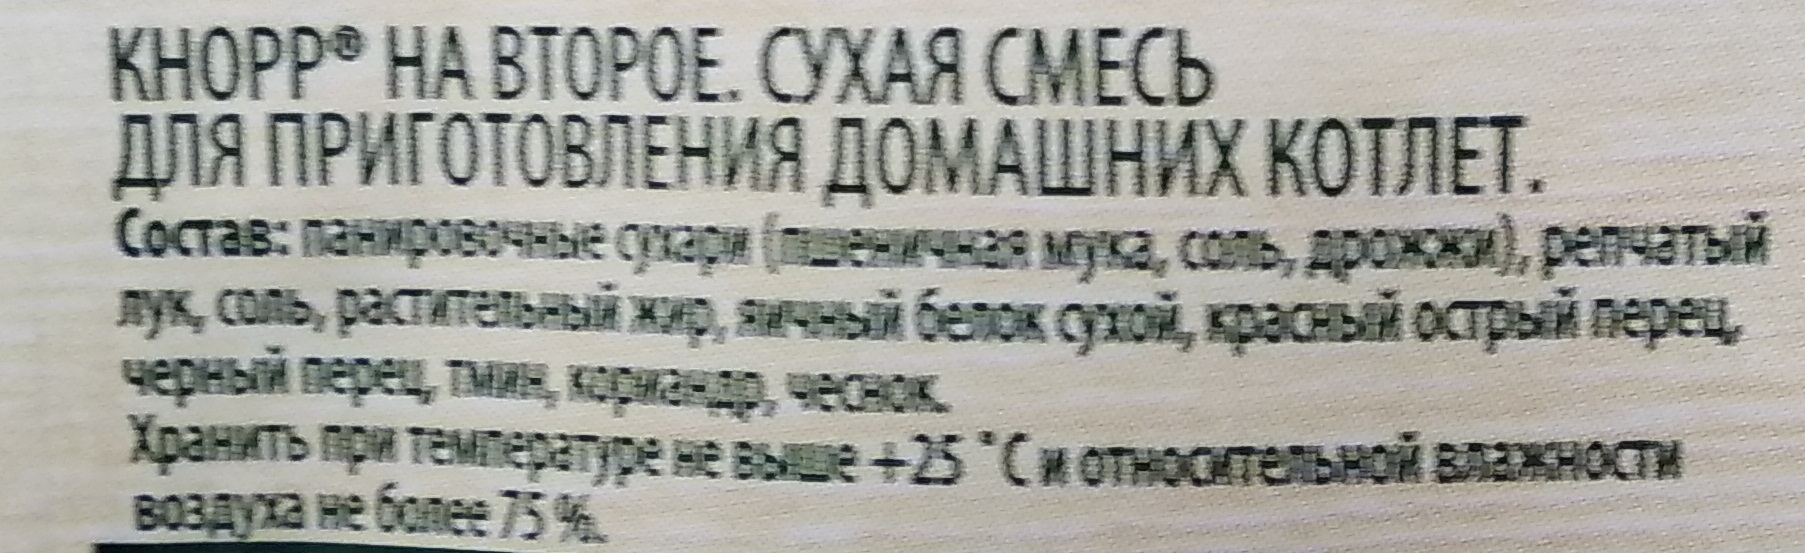 КНОРР® НА ВТОРОЕ. СУХАЯ СМЕСЬ
ДЛЯ ПРИГОТОВЛЕНИЯ ДОМАШНИХ КОТЛЕТ.
Состав: панировочные сухари (пшеничная мука, соль, дрожжи), репчатый
лук, соль, растительный жир, яичный белок сухой, красный острый перец,
черный перец, тмин, кориандр, чеснок.
Хранить при температуре не выше +25 °С и относительной влажности
воздуха не более 75 %.